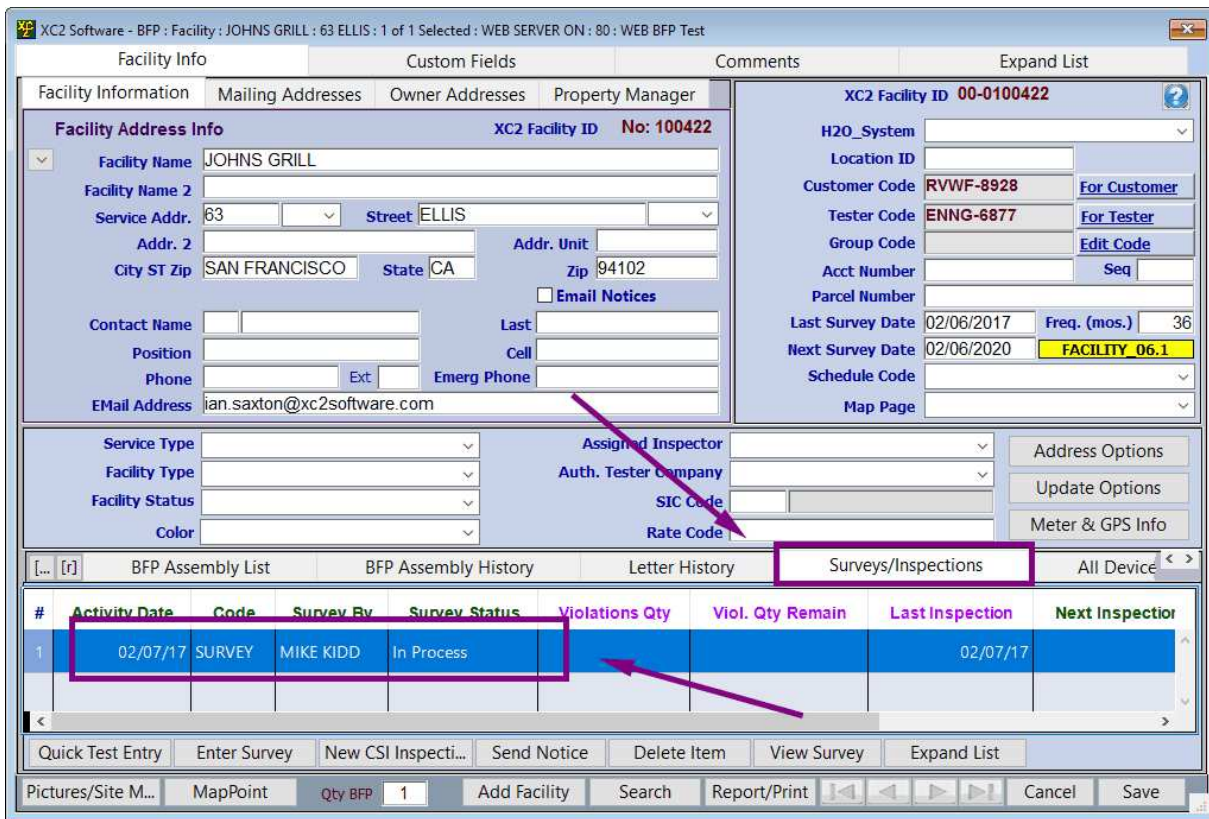 XC2 Software - BFP : Facility : JOHNS GRILL : 63 ELLIS : 1 of 1 Selected : WEB SERVER ON : 80 : WEB BFP Test
Facility Info Custom Fields Comments Expand List
Facility Information Mailing Addresses Owner Addresses Property Manager
Facility Address Info XC2 Facility ID No: 100422
Facility Name JOHNS GRILL
Facility Name 2
Service Addr. 63 Street ELLIS
Addr. 2 Addr. Unit
City ST Zip SAN FRANCISCO State CA Zip 94102
Email Notices
Contact Name Last
Position Cell
Phone Ext Emerg Phone
EMail Address ian.saxton@xc2software.com
XC2 Facility ID 00-0100422 ?
H2O_System
Location ID
Customer Code RVWF-8928 For Customer
Tester Code ENNG-6877 For Tester
Group Code Edit Code
Acct Number Seq
Parcel Number
Last Survey Date 02/06/2017 Freq. (mos.) 36
Next Survey Date 02/06/2020 FACILITY_06.1
Schedule Code
Map Page
Service Type Assigned Inspector Address Options
Facility Type Auth. Tester Company
Facility Status SIC Code Update Options
Color Rate Code Meter & GPS Info
[... [r] BFP Assembly List BFP Assembly History Letter History Surveys/Inspections All Device < >
# Activity Date Code Survey By Survey Status Violations Qty Viol. Qty Remain Last Inspection Next Inspection
1 02/07/17 SURVEY MIKE KIDD In Process 02/07/17
Quick Test Entry Enter Survey New CSI Inspecti... Send Notice Delete Item View Survey Expand List
Pictures/Site M... MapPoint Qty BFP 1 Add Facility Search Report/Print Cancel Save